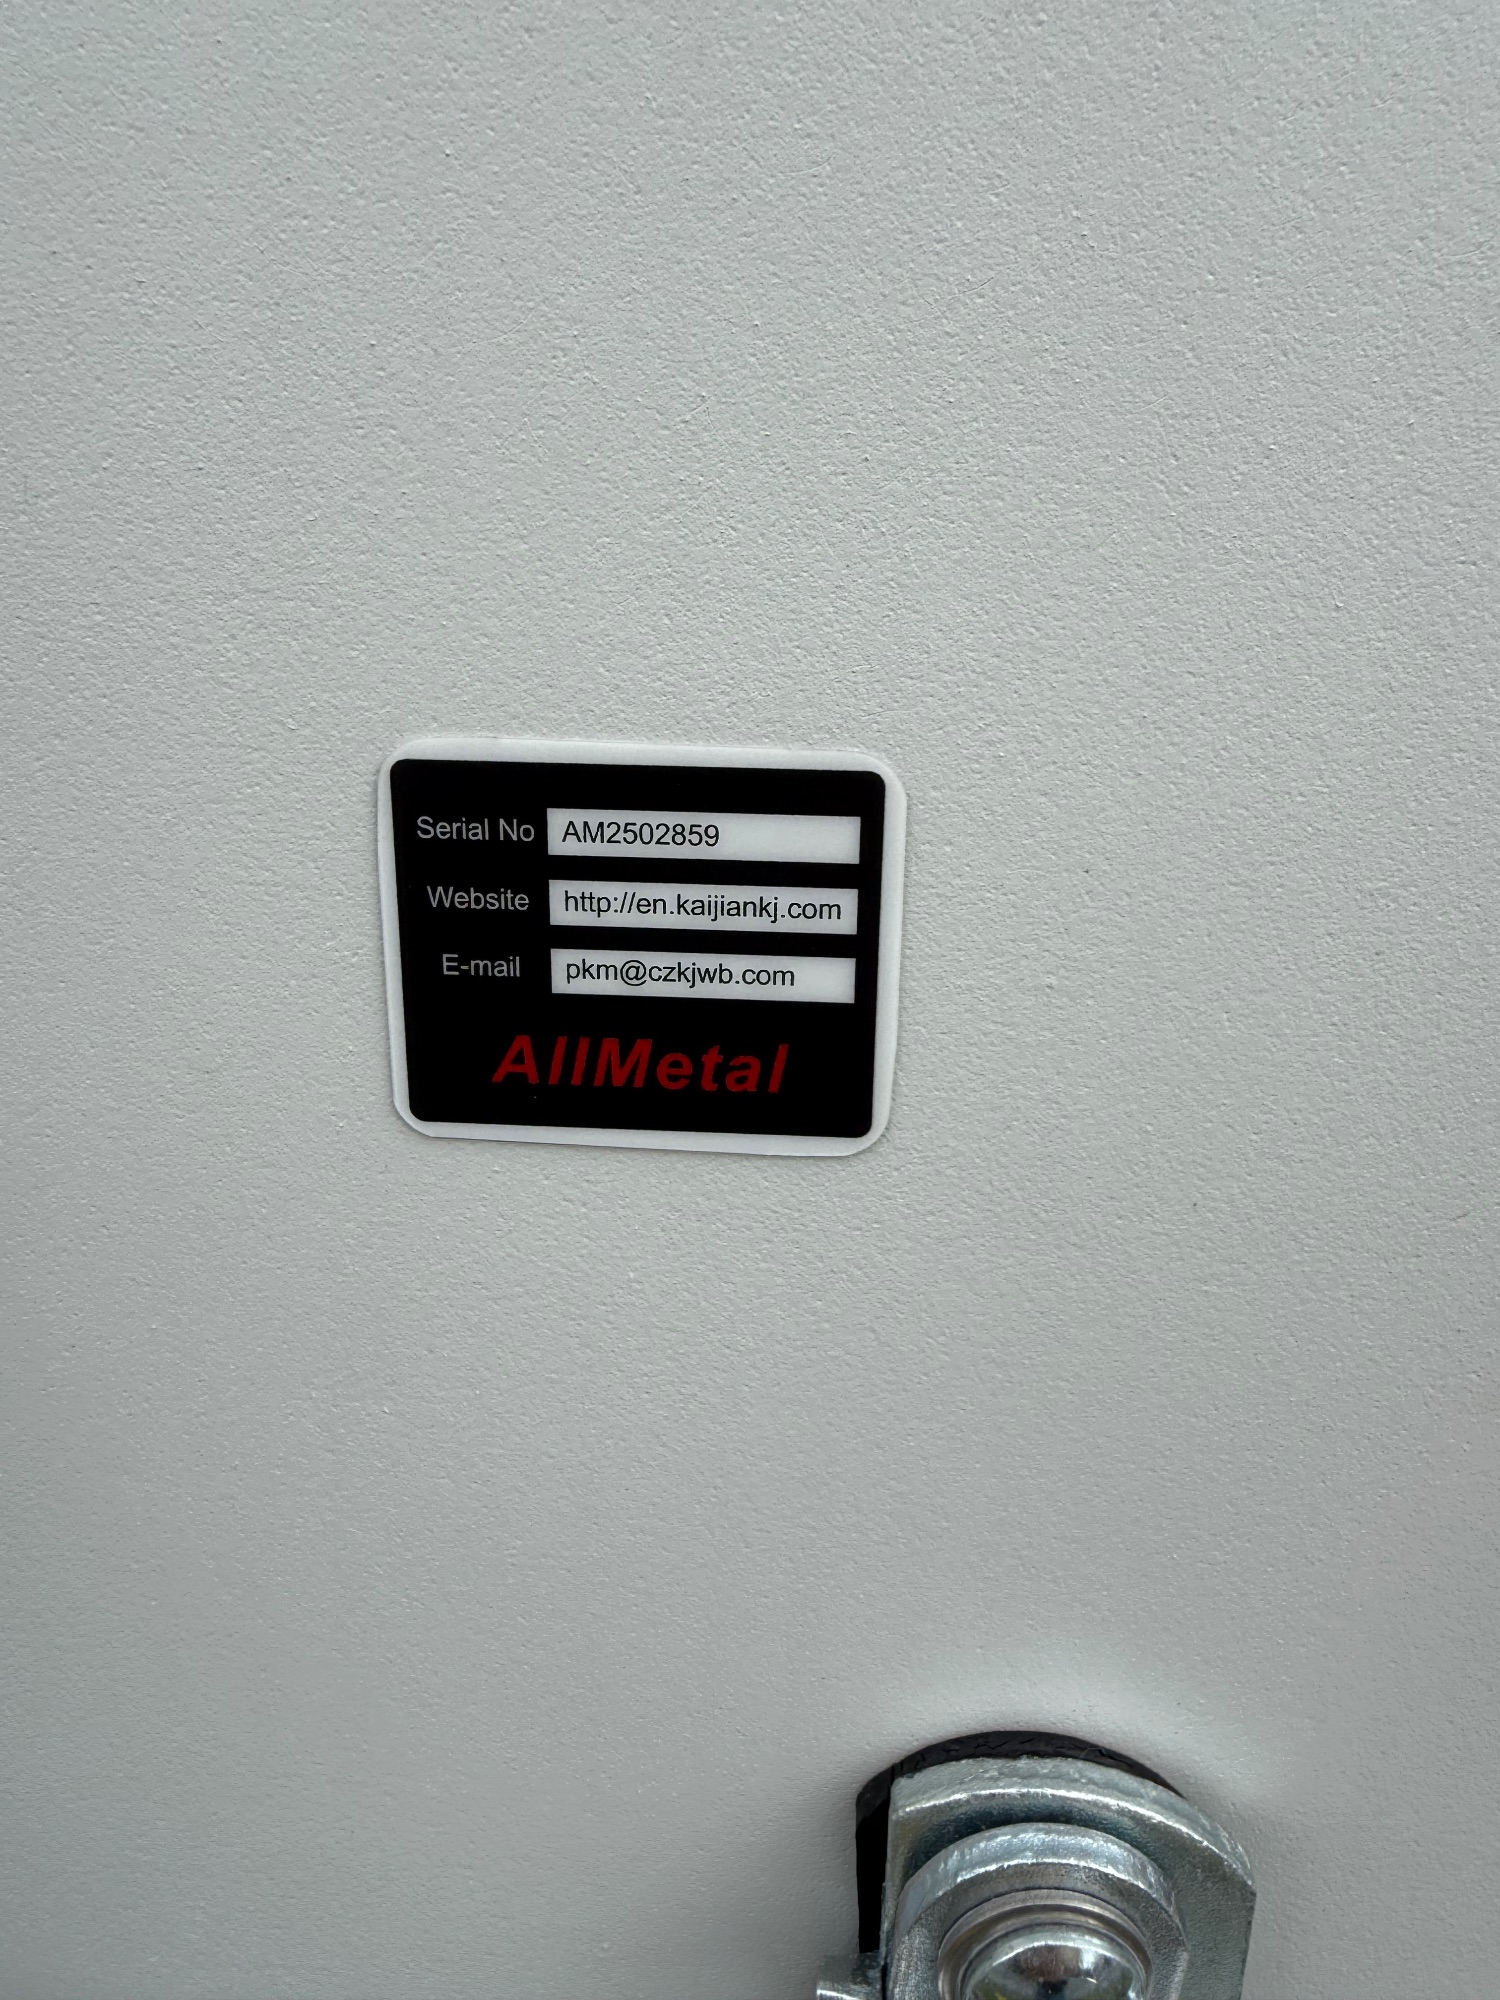 Serial No AM2502859
Website http://en.kaijiankj.com
E-mail pkm@czkjwb.com
AllMetal